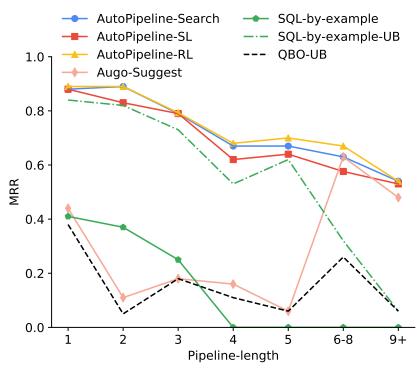 AutoPipeline-Search
AutoPipeline-SL
AutoPipeline-RL
Augo-Suggest
SQL-by-example
SQL-by-example-UB
QBO-UB
MRR
1.0
0.8
0.6
0.4
0.2
0.0
1 2 3 4 5 6-8 9+
Pipeline-length